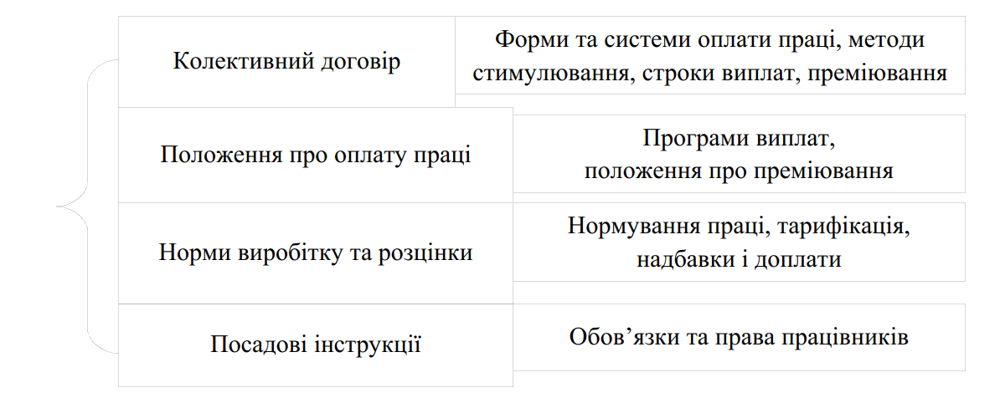 Колективний договір
Форми та системи оплати праці, методи
стимулювання, строки виплат, преміювання
Положення про оплату праці
Програми виплат,
положення про преміювання
Норми виробітку та розцінки
Нормування праці, тарифікація,
надбавки і доплати
Посадові інструкції
Обов’язки та права працівників